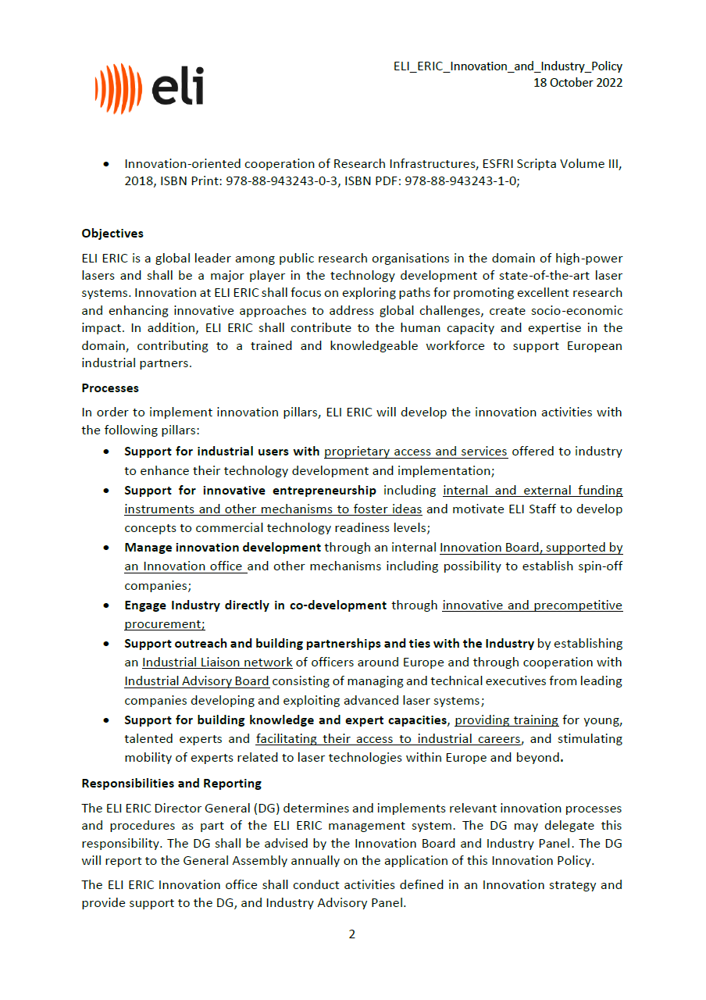 eli
ELI_ERIC_Innovation_and_Industry_Policy
18 October 2022
• Innovation-oriented cooperation of Research Infrastructures, ESFRI Scripta Volume III,
2018, ISBN Print: 978-88-943243-0-3, ISBN PDF: 978-88-943243-1-0;
Objectives
ELI ERIC is a global leader among public research organisations in the domain of high-power
lasers and shall be a major player in the technology development of state-of-the-art laser
systems. Innovation at ELI ERIC shall focus on exploring paths for promoting excellent research
and enhancing innovative approaches to address global challenges, create socio-economic
impact. In addition, ELI ERIC shall contribute to the human capacity and expertise in the
domain, contributing to a trained and knowledgeable workforce to support European
industrial partners.
Processes
In order to implement innovation pillars, ELI ERIC will develop the innovation activities with
the following pillars:
• Support for industrial users with proprietary access and services offered to industry
to enhance their technology development and implementation;
• Support for innovative entrepreneurship including internal and external funding
instruments and other mechanisms to foster ideas and motivate ELI Staff to develop
concepts to commercial technology readiness levels;
• Manage innovation development through an internal Innovation Board, supported by
an Innovation office and other mechanisms including possibility to establish spin-off
companies;
• Engage Industry directly in co-development through innovative and precompetitive
procurement;
• Support outreach and building partnerships and ties with the Industry by establishing
an Industrial Liaison network of officers around Europe and through cooperation with
Industrial Advisory Board consisting of managing and technical executives from leading
companies developing and exploiting advanced laser systems;
• Support for building knowledge and expert capacities, providing training for young,
talented experts and facilitating their access to industrial careers, and stimulating
mobility of experts related to laser technologies within Europe and beyond.
Responsibilities and Reporting
The ELI ERIC Director General (DG) determines and implements relevant innovation processes
and procedures as part of the ELI ERIC management system. The DG may delegate this
responsibility. The DG shall be advised by the Innovation Board and Industry Panel. The DG
will report to the General Assembly annually on the application of this Innovation Policy.
The ELI ERIC Innovation office shall conduct activities defined in an Innovation strategy and
provide support to the DG, and Industry Advisory Panel.
2